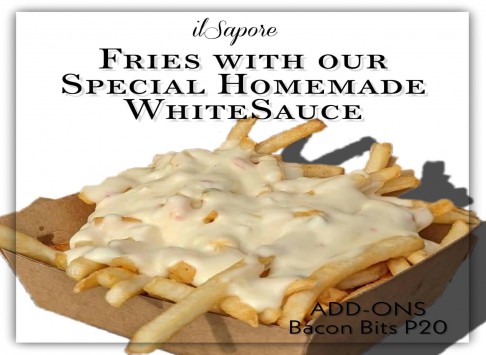 ilSapore
Fries with our
Special Homemade
WhiteSauce
ADD-ONS
Bacon Bits P20